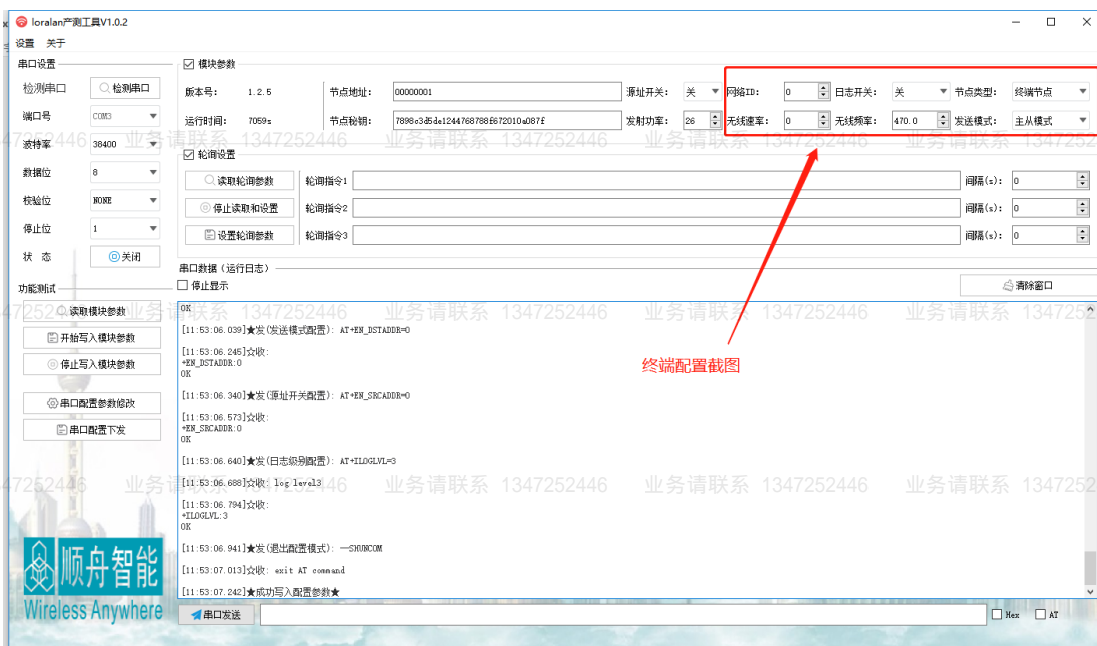 loralan产测工具V1.0.2
设置 关于
串口设置
检测串口 检测串口
端口号 COM3
波特率 38400
数据位 8
校验位 NONE
停止位 1
状 态 关闭
功能测试
读取模块参数
开始写入模块参数
停止写入模块参数
串口配置参数修改
串口配置下发
顺舟智能
Wireless Anywhere
模块参数
版本号: 1.2.5 节点地址: 00000001 源址开关: 关 网络ID: 0 日志开关: 关 节点类型: 终端节点
运行时间: 7059s 节点秘钥: 7898c3d5de1244768788f672010a087f 发射功率: 26 无线速率: 0 无线频率: 470.0 发送模式: 主从模式
轮询设置
读取轮询参数 轮询指令1 间隔(s): 0
停止读取和设置 轮询指令2 间隔(s): 0
设置轮询参数 轮询指令3 间隔(s): 0
串口数据(运行日志)
停止显示 清除窗口
OK
[11:53:06.039]★发(发送模式配置): AT+EN_DSTADDR=0
[11:53:06.245]☆收:
+EN_DSTADDR:0
OK
[11:53:06.340]★发(源址开关配置): AT+EN_SRCADDR=0
[11:53:06.573]☆收:
+EN_SRCADDR:0
OK
[11:53:06.640]★发(日志级别配置): AT+ILOGLVL=3
[11:53:06.688]☆收: log level3
[11:53:06.794]☆收:
+ILOGLVL:3
OK
[11:53:06.941]★发(退出配置模式): —SHUNCOM
[11:53:07.013]☆收: exit AT command
[11:53:07.242]★成功写入配置参数★
终端配置截图
串口发送 Hex AT
业务请联系 1347252446